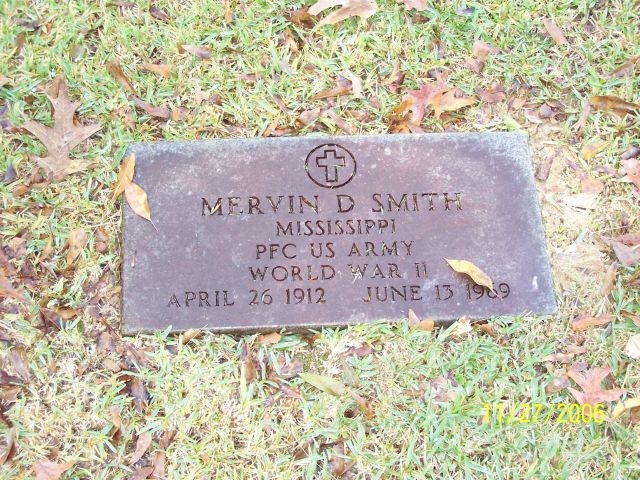 MERVIN D SMITH
MISSISSIPPI
PFC US ARMY
WORLD WAR II
APRIL 26 1912 JUNE 13 1969
11/27/2006